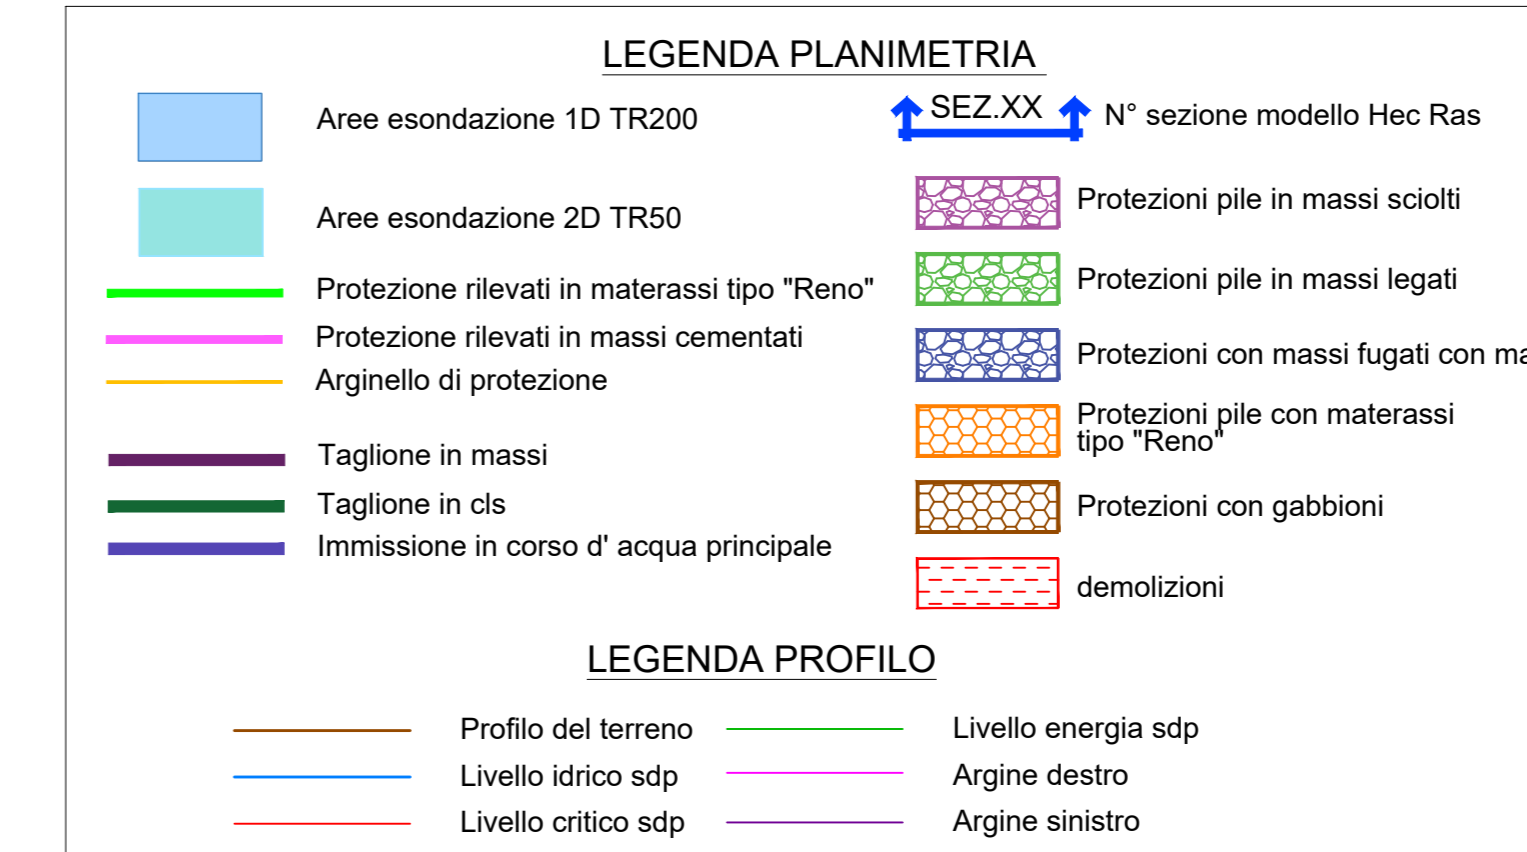 LEGENDA PLANIMETRIA
Aree esondazione 1D TR200
Aree esondazione 2D TR50
Protezione rilevati in materassi tipo "Reno"
Protezione rilevati in massi cementati
Arginello di protezione
Taglione in massi
Taglione in cls
Immissione in corso d' acqua principale
SEZ.XX
N° sezione modello Hec Ras
Protezioni pile in massi sciolti
Protezioni pile in massi legati
Protezioni con massi fugati con
Protezioni pile con materassi
tipo "Reno"
Protezioni con gabbioni
demolizioni
LEGENDA PROFILO
Profilo del terreno
Livello idrico sdp
Livello critico sdp
Livello energia sdp
Argine destro
Argine sinistro